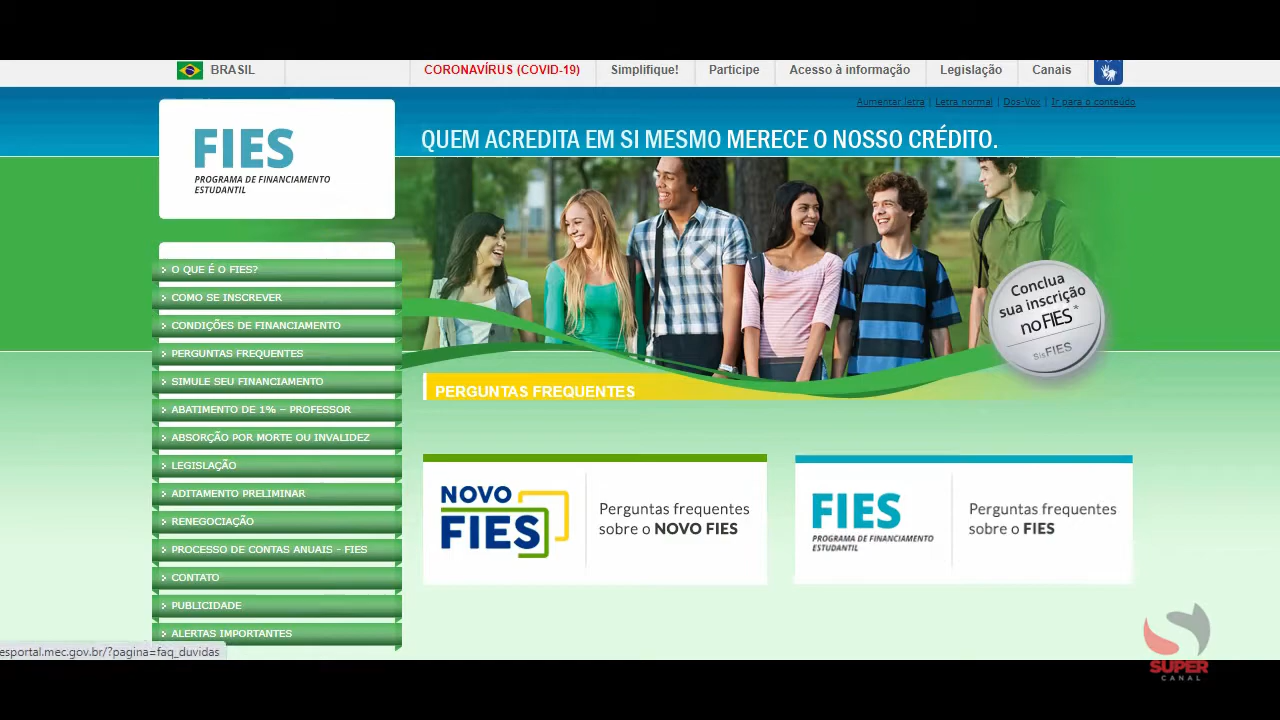 BRASIL
CORONAVÍRUS (COVID-19)
Simplifique!
Participe
Acesso à informação
Legislação
Canais
Aumentar letra | Letra normal | Dos-Vox | Ir para o conteúdo
FIES
PROGRAMA DE FINANCIAMENTO
ESTUDANTIL
QUEM ACREDITA EM SI MESMO MERECE O NOSSO CRÉDITO.
O QUE É O FIES?
COMO SE INSCREVER
CONDIÇÕES DE FINANCIAMENTO
PERGUNTAS FREQUENTES
SIMULE SEU FINANCIAMENTO
ABATIMENTO DE 1% – PROFESSOR
ABSORÇÃO POR MORTE OU INVALIDEZ
LEGISLAÇÃO
ADITAMENTO PRELIMINAR
RENEGOCIAÇÃO
PROCESSO DE CONTAS ANUAIS - FIES
CONTATO
PUBLICIDADE
ALERTAS IMPORTANTES
Conclua
sua inscrição
no FIES *
SisFIES
PERGUNTAS FREQUENTES
NOVO
FIES
Perguntas frequentes
sobre o NOVO FIES
FIES
PROGRAMA DE FINANCIAMENTO
ESTUDANTIL
Perguntas frequentes
sobre o FIES
esportal.mec.gov.br/?pagina=faq_duvidas
SUPER
CANAL